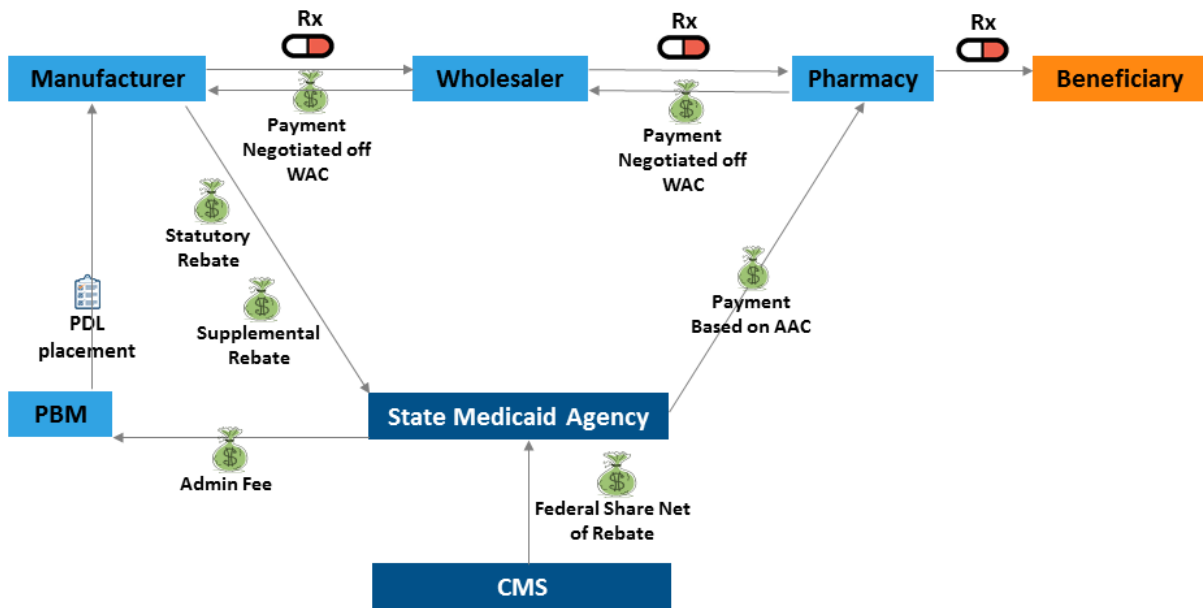 Rx
Rx
Rx
Manufacturer
Wholesaler
Pharmacy
Beneficiary
Payment
Negotiated off
WAC
Payment
Negotiated off
WAC
Statutory
Rebate
Supplemental
Rebate
PDL
placement
Payment
Based on AAC
PBM
State Medicaid Agency
Admin Fee
Federal Share Net
of Rebate
CMS